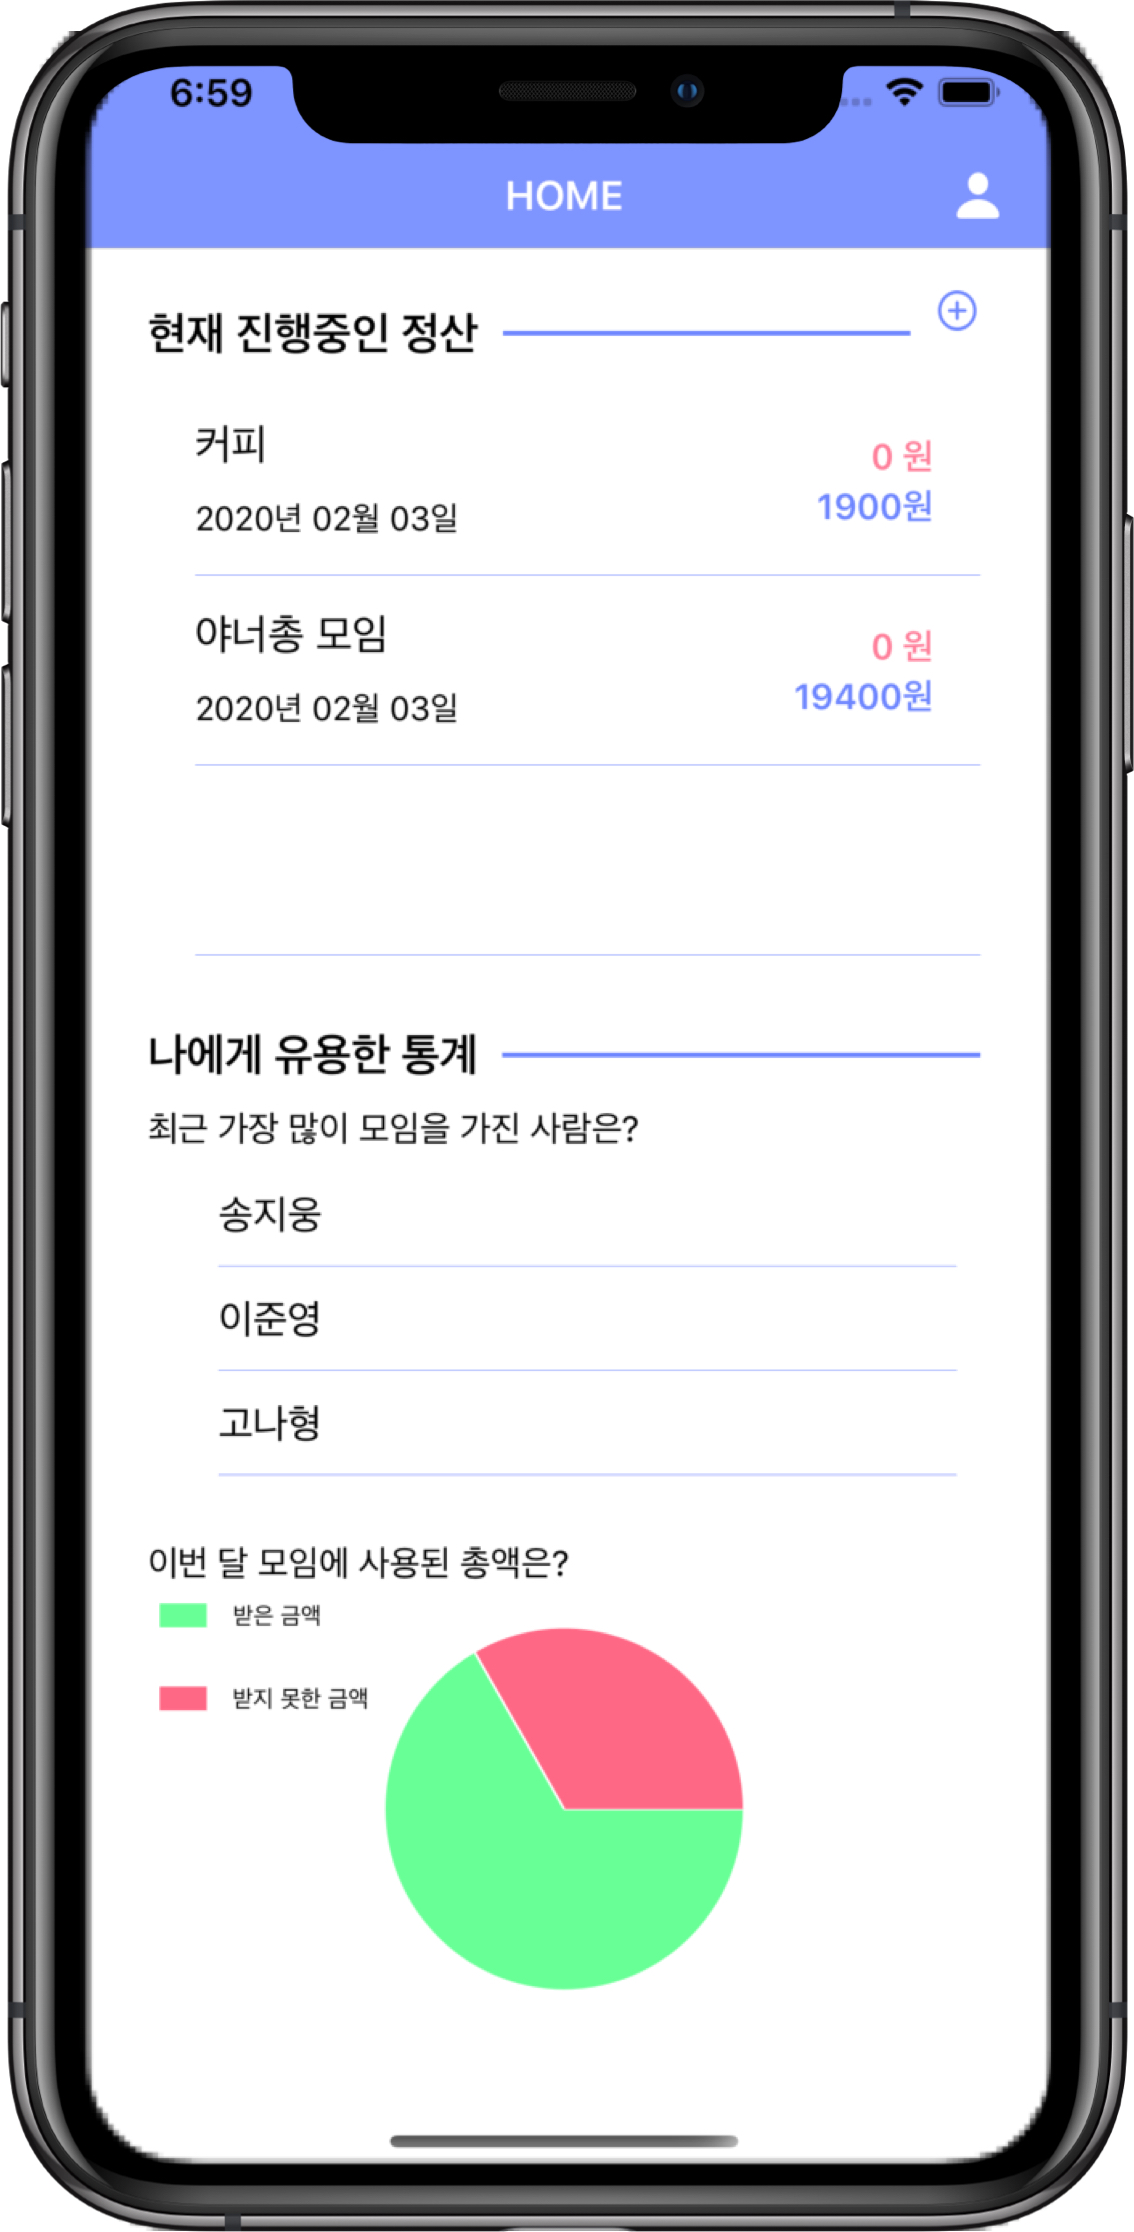 6:59
HOME
현재 진행중인 정산
커피
0 원
2020년 02월 03일
1900원
야너총 모임
0 원
2020년 02월 03일
19400원
나에게 유용한 통계
최근 가장 많이 모임을 가진 사람은?
송지웅
이준영
고나형
이번 달 모임에 사용된 총액은?
받은 금액
받지 못한 금액